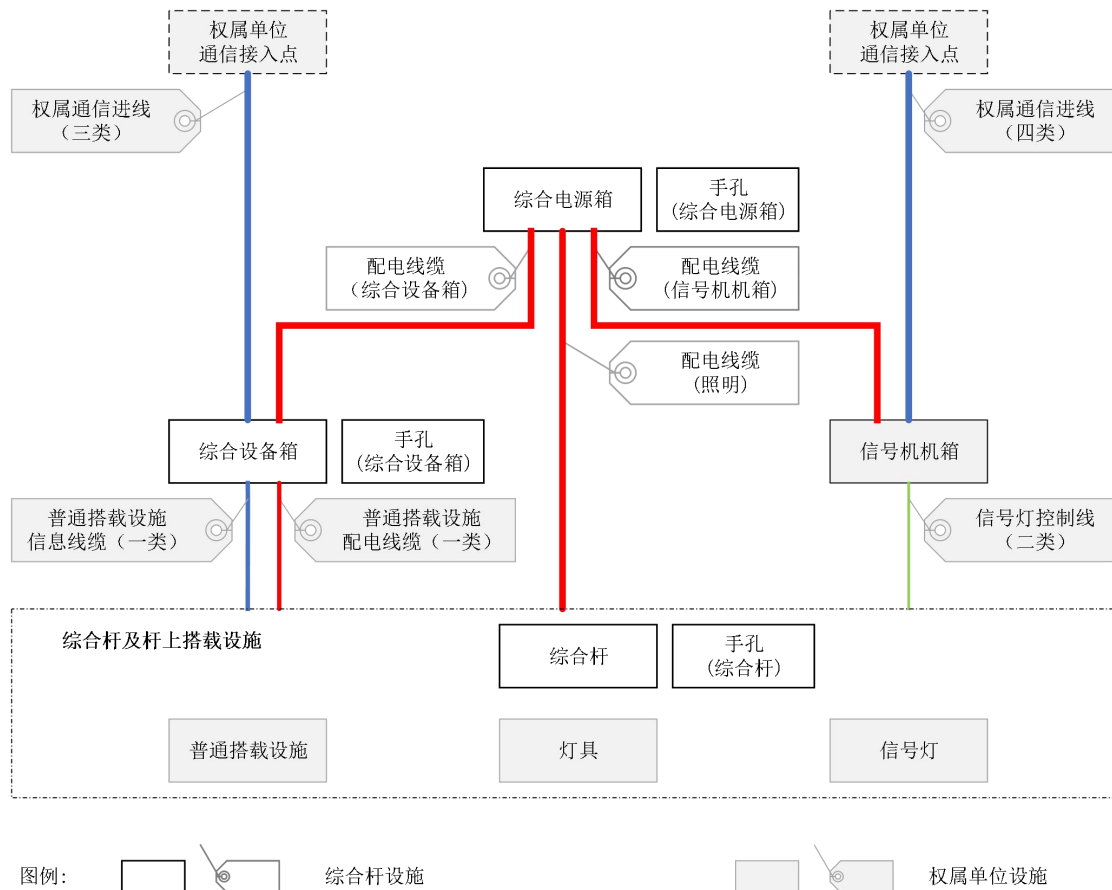 权属单位
通信接入点
权属单位
通信接入点
权属通信进线
（三类）
权属通信进线
（四类）
综合电源箱
手孔
(综合电源箱)
配电线缆
（综合设备箱）
配电线缆
(信号机机箱)
配电线缆
(照明)
综合设备箱
手孔
(综合设备箱)
信号机机箱
普通搭载设施
信息线缆（一类）
普通搭载设施
配电线缆（一类）
信号灯控制线
（二类）
综合杆及杆上搭载设施
综合杆
手孔
(综合杆)
普通搭载设施
灯具
信号灯
图例:
综合杆设施
权属单位设施